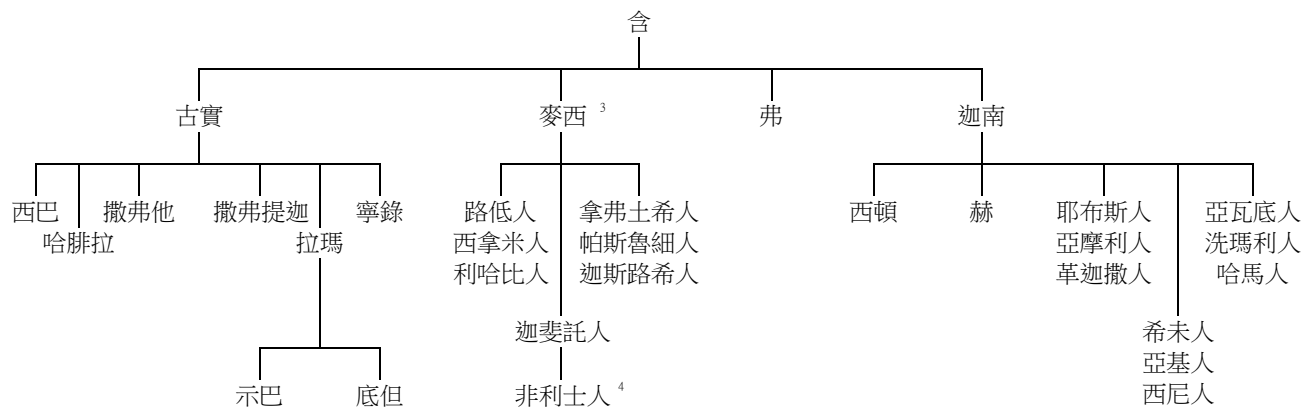 含
古實 麥西 3 弗 迦南
西巴 撒弗他 撒弗提迦 寧錄 路低人 拿弗土希人 西頓 赫 耶布斯人 亞瓦底人
哈腓拉 拉瑪 西拿米人 帕斯魯細人 亞摩利人 洗瑪利人
利哈比人 迦斯路希人 革迦撒人 哈馬人
迦斐託人 希未人
亞基人
示巴 底但 非利士人 4 西尼人